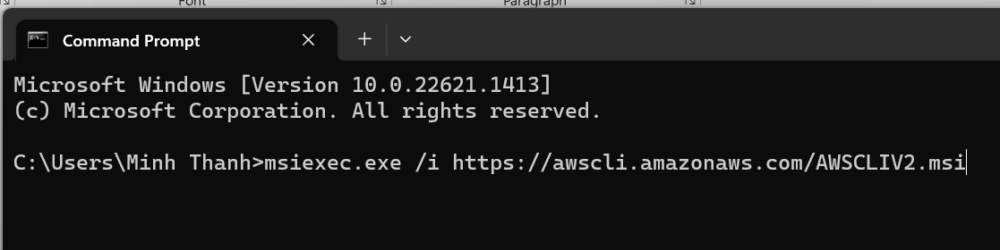 Font
Paragraph
Command Prompt
Microsoft Windows [Version 10.0.22621.1413]
(c) Microsoft Corporation. All rights reserved.
C:\Users\Minh Thanh>msiexec.exe /i https://awscli.amazonaws.com/AWSCLIV2.msi